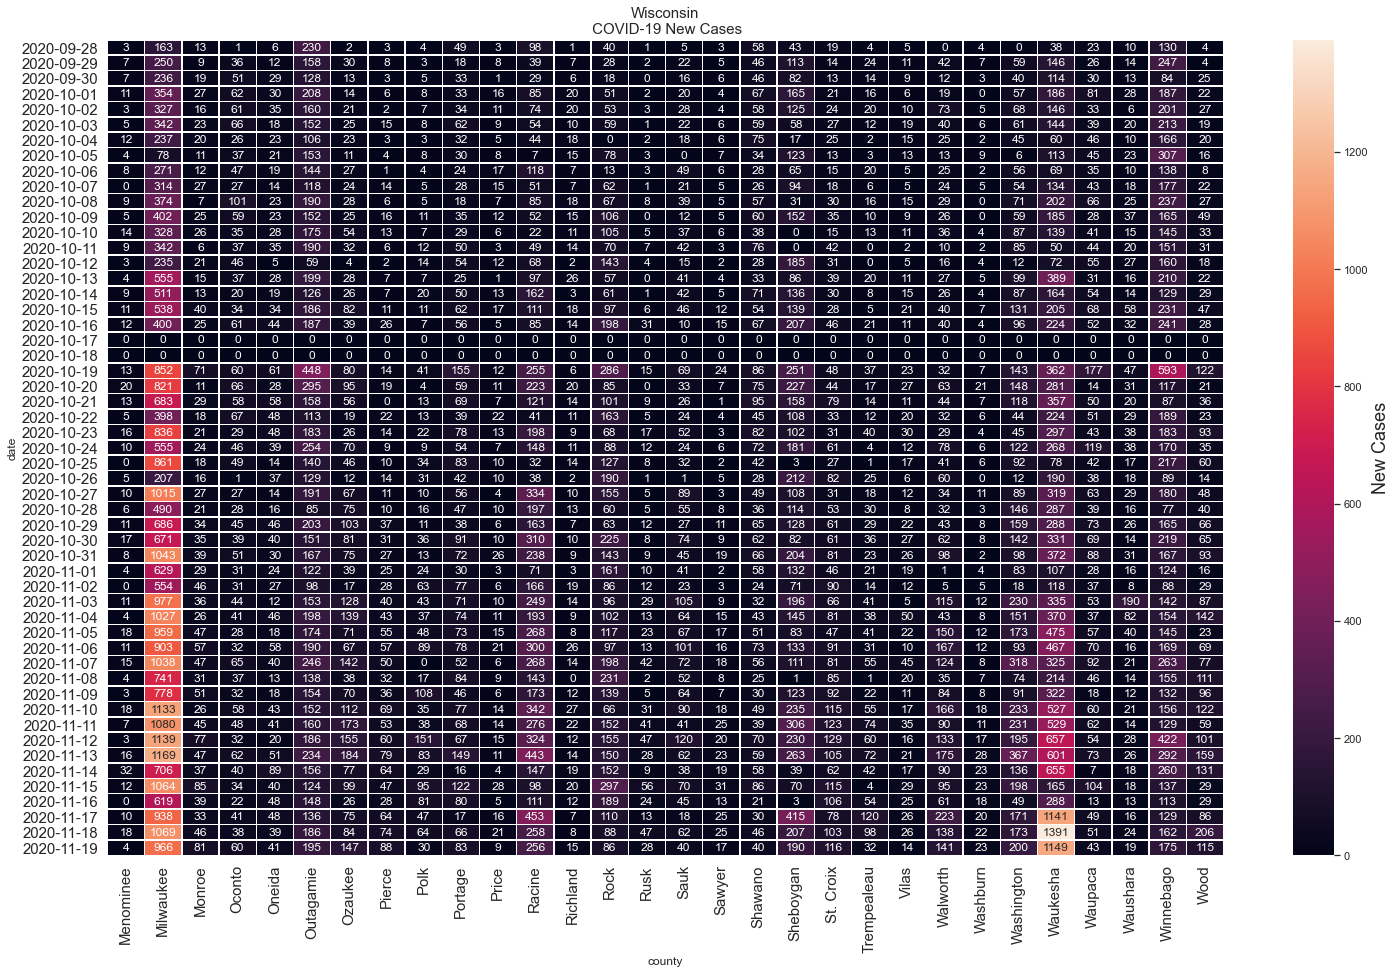 Wisconsin
COVID-19 New Cases
2020-09-28 3 163 13 1 6 230 2 3 4 49 3 98 1 40 1 5 3 58 43 19 4 5 0 4 0 38 23 10 130 4
2020-09-29 7 250 9 36 12 158 30 8 3 18 8 39 7 28 2 22 5 46 113 14 24 11 42 7 59 146 26 14 247 4
2020-09-30 7 236 19 51 29 128 13 3 5 33 1 29 6 18 0 16 6 46 82 13 14 9 12 3 40 114 30 13 84 25
2020-10-01 11 354 27 62 30 208 14 6 8 33 16 85 20 51 2 20 4 67 165 21 16 6 19 0 57 186 81 28 187 22
2020-10-02 3 327 16 61 35 160 21 2 7 34 11 74 20 53 3 28 4 58 125 24 20 10 73 5 68 146 33 6 201 27
2020-10-03 5 342 23 66 18 152 25 15 8 62 9 54 10 59 1 22 6 59 58 27 12 19 40 6 61 144 39 20 213 19
2020-10-04 12 237 20 26 23 106 23 3 3 32 5 44 18 0 2 18 6 75 17 25 2 15 25 2 45 60 46 10 166 20
2020-10-05 4 78 11 37 21 153 11 4 8 30 8 7 15 78 3 0 7 34 123 13 3 13 13 9 6 113 45 23 307 16
2020-10-06 8 271 12 47 19 144 27 1 4 24 17 118 7 13 3 49 6 28 65 15 20 5 25 2 56 69 35 10 138 8
2020-10-07 0 314 27 27 14 118 24 14 5 28 15 51 7 62 1 21 5 26 94 18 6 5 24 5 54 134 43 18 177 22
2020-10-08 9 374 7 101 23 190 28 6 5 18 7 85 18 67 8 39 5 57 31 30 16 15 29 0 71 202 66 25 237 27
2020-10-09 5 402 25 59 23 152 25 16 11 35 12 52 15 106 0 12 5 60 152 35 10 9 26 0 59 185 28 37 165 49
2020-10-10 14 328 26 35 28 175 54 13 7 29 6 22 11 105 5 37 6 38 0 15 13 11 36 4 87 139 41 15 145 33
2020-10-11 9 342 6 37 35 190 32 6 12 50 3 49 14 70 7 42 3 76 0 42 0 2 10 2 85 50 44 20 151 31
2020-10-12 3 235 21 46 5 59 4 2 14 54 12 68 2 143 4 15 2 28 185 31 0 5 16 4 12 72 55 27 160 18
2020-10-13 4 555 15 37 28 199 28 7 7 25 1 97 26 57 0 41 4 33 86 39 20 11 27 5 99 389 31 16 210 22
2020-10-14 9 511 13 20 19 126 26 7 20 50 13 162 3 61 1 42 5 71 136 30 8 15 26 4 87 164 54 14 129 29
2020-10-15 11 538 40 34 34 186 82 11 11 62 17 111 18 97 6 46 12 54 139 28 5 21 40 7 131 205 68 58 231 47
2020-10-16 12 400 25 61 44 187 39 26 7 56 5 85 14 198 31 10 15 67 207 46 21 11 40 4 96 224 52 32 241 28
2020-10-17 0 0 0 0 0 0 0 0 0 0 0 0 0 0 0 0 0 0 0 0 0 0 0 0 0 0 0 0 0 0
2020-10-18 0 0 0 0 0 0 0 0 0 0 0 0 0 0 0 0 0 0 0 0 0 0 0 0 0 0 0 0 0 0
2020-10-19 13 852 71 60 61 448 80 14 41 155 12 255 6 286 15 69 24 86 251 48 37 23 32 7 143 362 177 47 593 122
2020-10-20 20 821 11 66 28 295 95 19 4 59 11 223 20 85 0 33 7 75 227 44 17 27 63 21 148 281 14 31 117 21
2020-10-21 13 683 29 58 58 158 56 0 13 69 7 121 14 101 9 26 1 95 158 79 14 11 44 7 118 357 50 20 87 36
2020-10-22 5 398 18 67 48 113 19 22 13 39 22 41 11 163 5 24 4 45 108 33 12 20 32 6 44 224 51 29 189 23
2020-10-23 16 836 21 29 48 183 26 14 22 78 13 198 9 68 17 52 3 82 102 31 40 30 29 4 45 297 43 38 183 93
2020-10-24 10 555 24 46 39 254 70 9 9 54 7 148 11 88 12 24 6 72 181 61 4 12 78 6 122 268 119 38 170 35
2020-10-25 0 861 18 49 14 140 46 10 34 83 10 32 14 127 8 32 2 42 3 27 1 17 41 6 92 78 42 17 217 60
2020-10-26 5 207 16 1 37 129 12 14 31 42 10 38 2 190 1 1 5 28 212 82 25 6 60 0 12 190 38 18 89 14
2020-10-27 10 1015 27 27 14 191 67 11 10 56 4 334 10 155 5 89 3 49 108 31 18 12 34 11 89 319 63 29 180 48
2020-10-28 6 490 21 28 16 85 75 10 16 47 10 197 13 60 5 55 8 36 114 53 30 8 32 3 146 287 39 16 77 40
2020-10-29 11 686 34 45 46 203 103 37 11 38 6 163 7 63 12 27 11 65 128 61 29 22 43 8 159 288 73 26 165 66
2020-10-30 17 671 35 39 40 151 81 31 36 91 10 310 10 225 8 74 9 62 82 61 36 27 62 8 142 331 69 14 219 65
2020-10-31 8 1043 39 51 30 167 75 27 13 72 26 238 9 143 9 45 19 66 204 81 23 26 98 2 98 372 88 31 167 93
2020-11-01 4 629 29 31 24 122 39 25 24 30 3 71 3 161 10 41 2 58 132 46 21 19 1 4 83 107 28 16 124 16
2020-11-02 0 554 46 31 27 98 17 28 63 77 6 166 19 86 12 23 3 24 71 90 14 12 5 5 18 118 37 8 88 29
2020-11-03 11 977 36 44 12 153 128 40 43 71 10 249 14 96 29 105 9 32 196 66 41 5 115 12 230 335 53 190 142 87
2020-11-04 4 1027 26 41 46 198 139 43 37 74 11 193 9 102 13 64 15 43 145 81 38 50 43 8 151 370 37 82 154 142
2020-11-05 18 959 47 28 18 174 71 55 48 73 15 268 8 117 23 67 17 51 83 47 41 22 150 12 173 475 57 40 145 23
2020-11-06 11 903 57 32 58 190 67 57 89 78 21 300 26 97 13 101 16 73 133 91 31 10 167 12 93 467 70 16 169 69
2020-11-07 15 1038 47 65 40 246 142 50 0 52 6 268 14 198 42 72 18 56 111 81 55 45 124 8 318 325 92 21 263 77
2020-11-08 4 741 31 37 13 138 38 32 17 84 9 143 0 231 2 52 8 25 1 85 1 20 35 7 74 214 46 14 155 111
2020-11-09 3 778 51 32 18 154 70 36 108 46 6 173 12 139 5 64 7 30 123 92 22 11 84 8 91 322 18 12 132 96
2020-11-10 18 1133 26 58 43 152 112 69 35 77 14 342 27 66 31 90 18 49 235 115 55 17 166 18 233 527 60 21 156 122
2020-11-11 7 1080 45 48 41 160 173 53 38 68 14 276 22 152 41 41 25 39 306 123 74 35 90 11 231 529 62 14 129 59
2020-11-12 3 1139 77 32 20 186 155 60 151 67 15 324 12 155 47 120 20 70 230 129 60 16 133 17 195 657 54 28 422 101
2020-11-13 16 1169 47 62 51 234 184 79 83 149 11 443 14 150 28 62 23 59 263 105 72 21 175 28 367 601 73 26 292 159
2020-11-14 32 706 37 40 89 156 77 64 29 16 4 147 19 152 9 38 19 58 39 62 42 17 90 23 136 655 7 18 260 131
2020-11-15 12 1064 85 34 40 124 99 47 95 122 28 98 20 297 56 70 31 86 70 115 4 29 95 23 198 165 104 18 137 29
2020-11-16 0 619 39 22 48 148 26 28 81 80 5 111 12 189 24 45 13 21 3 106 54 25 61 18 49 288 13 13 113 29
2020-11-17 10 938 33 41 48 136 75 64 47 17 16 453 7 110 13 18 25 30 415 78 120 26 223 20 171 1141 49 16 129 86
2020-11-18 18 1069 46 38 39 186 84 74 64 66 21 258 8 88 47 62 25 46 207 103 98 26 138 22 173 1391 51 24 162 206
2020-11-19 4 966 81 60 41 195 147 88 30 83 9 256 15 86 28 40 17 40 190 116 32 14 141 23 200 1149 43 19 175 115
Menominee Milwaukee Monroe Oconto Oneida Outagamie Ozaukee Pierce Polk Portage Price Racine Richland Rock Rusk Sauk Sawyer Shawano Sheboygan St. Croix Trempealeau Vilas Walworth Washburn Washington Waukesha Waupaca Waushara Winnebago Wood
county
date
1200
1000
800
600
400
200
0
New Cases